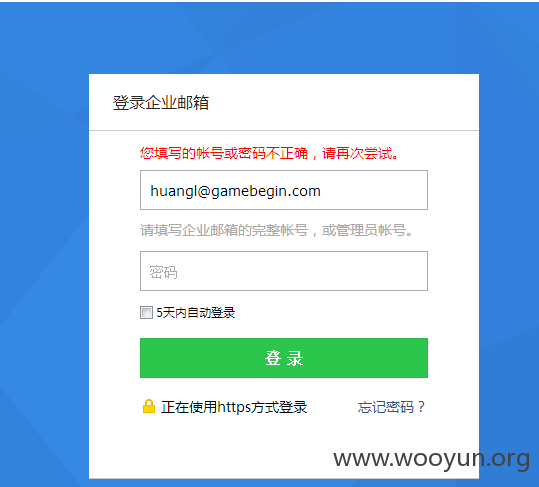 登录企业邮箱
您填写的帐号或密码不正确，请再次尝试。
huangl@gamebegin.com
请填写企业邮箱的完整帐号，或管理员帐号。
密码
5天内自动登录
登 录
正在使用https方式登录 忘记密码？
www.wooyun.org